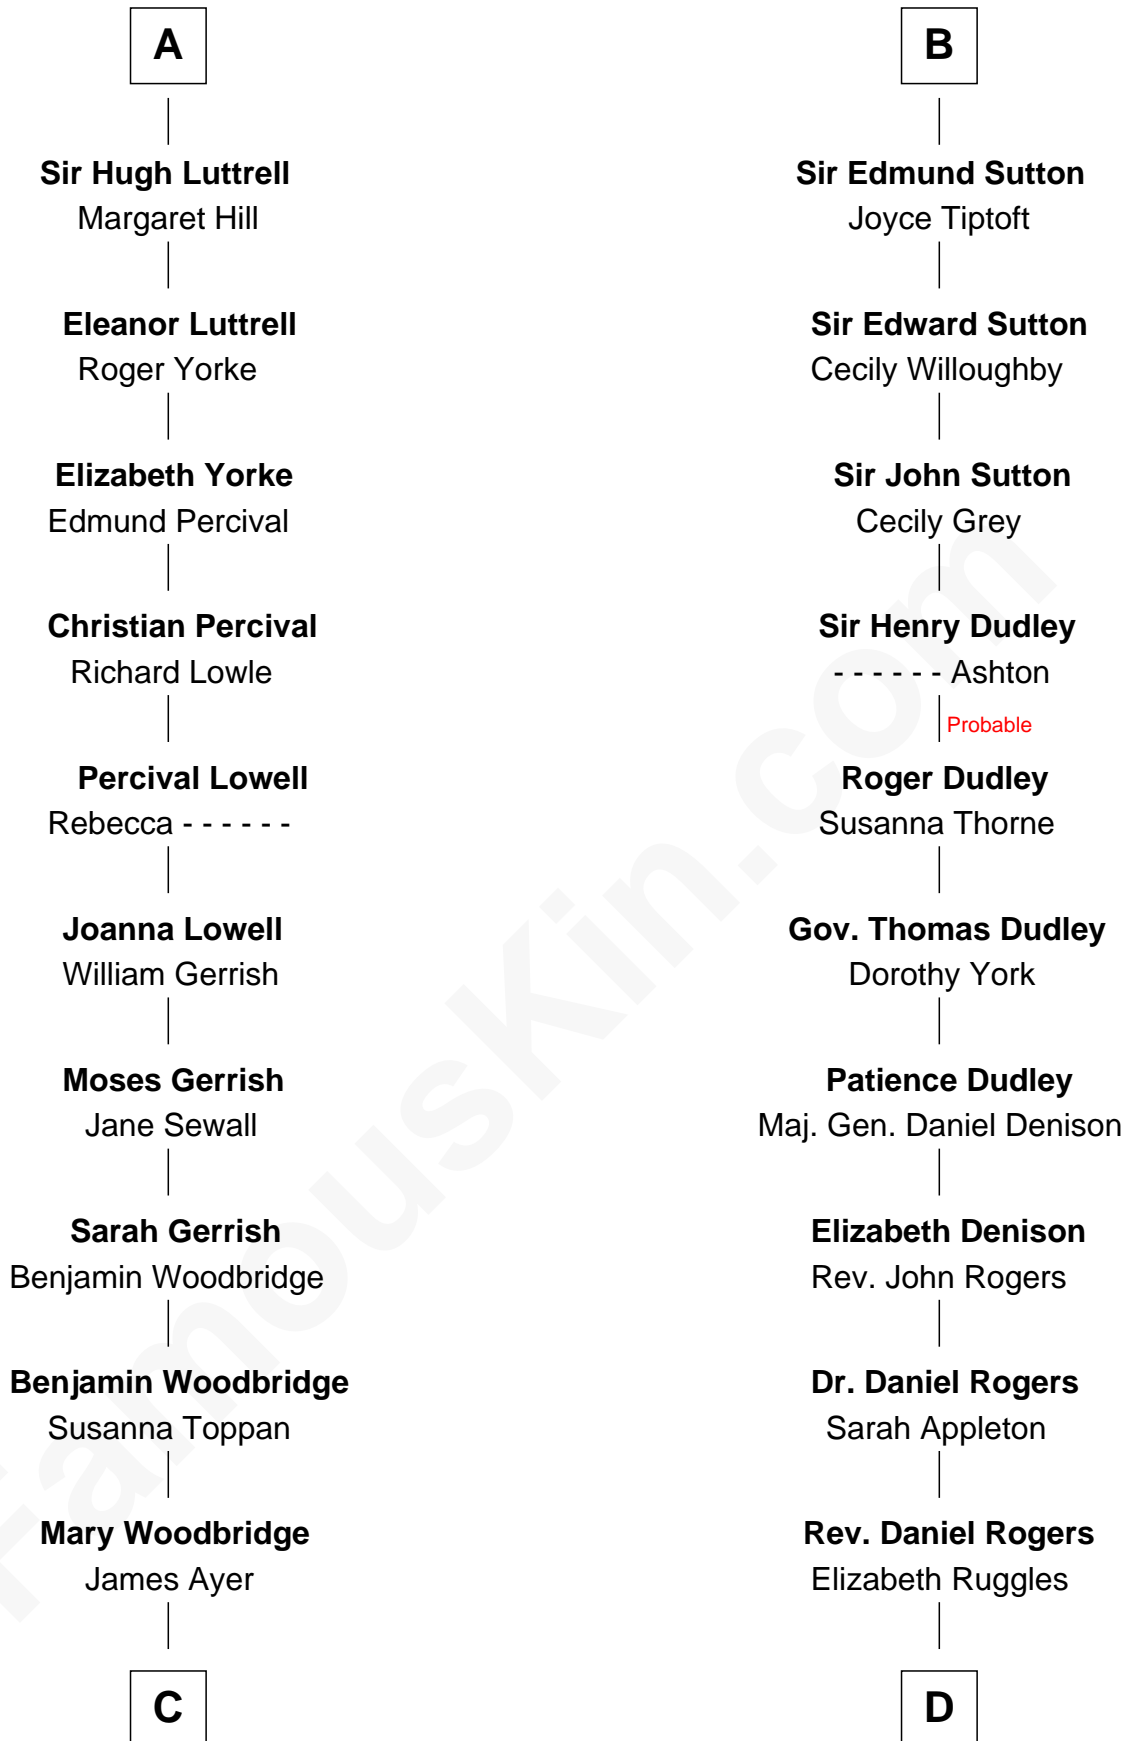 A
Sir Hugh Luttrell
Margaret Hill
Eleanor Luttrell
Roger Yorke
Elizabeth Yorke
Edmund Percival
Christian Percival
Richard Lowle
Percival Lowell
Rebecca - - - - - -
Joanna Lowell
William Gerrish
Moses Gerrish
Jane Sewall
Sarah Gerrish
Benjamin Woodbridge
Benjamin Woodbridge
Susanna Toppan
Mary Woodbridge
James Ayer
C
B
Sir Edmund Sutton
Joyce Tiptoft
Sir Edward Sutton
Cecily Willoughby
Sir John Sutton
Cecily Grey
Sir Henry Dudley
- - - - - - Ashton
Probable
Roger Dudley
Susanna Thorne
Gov. Thomas Dudley
Dorothy York
Patience Dudley
Maj. Gen. Daniel Denison
Elizabeth Denison
Rev. John Rogers
Dr. Daniel Rogers
Sarah Appleton
Rev. Daniel Rogers
Elizabeth Ruggles
D
FamousKin.com